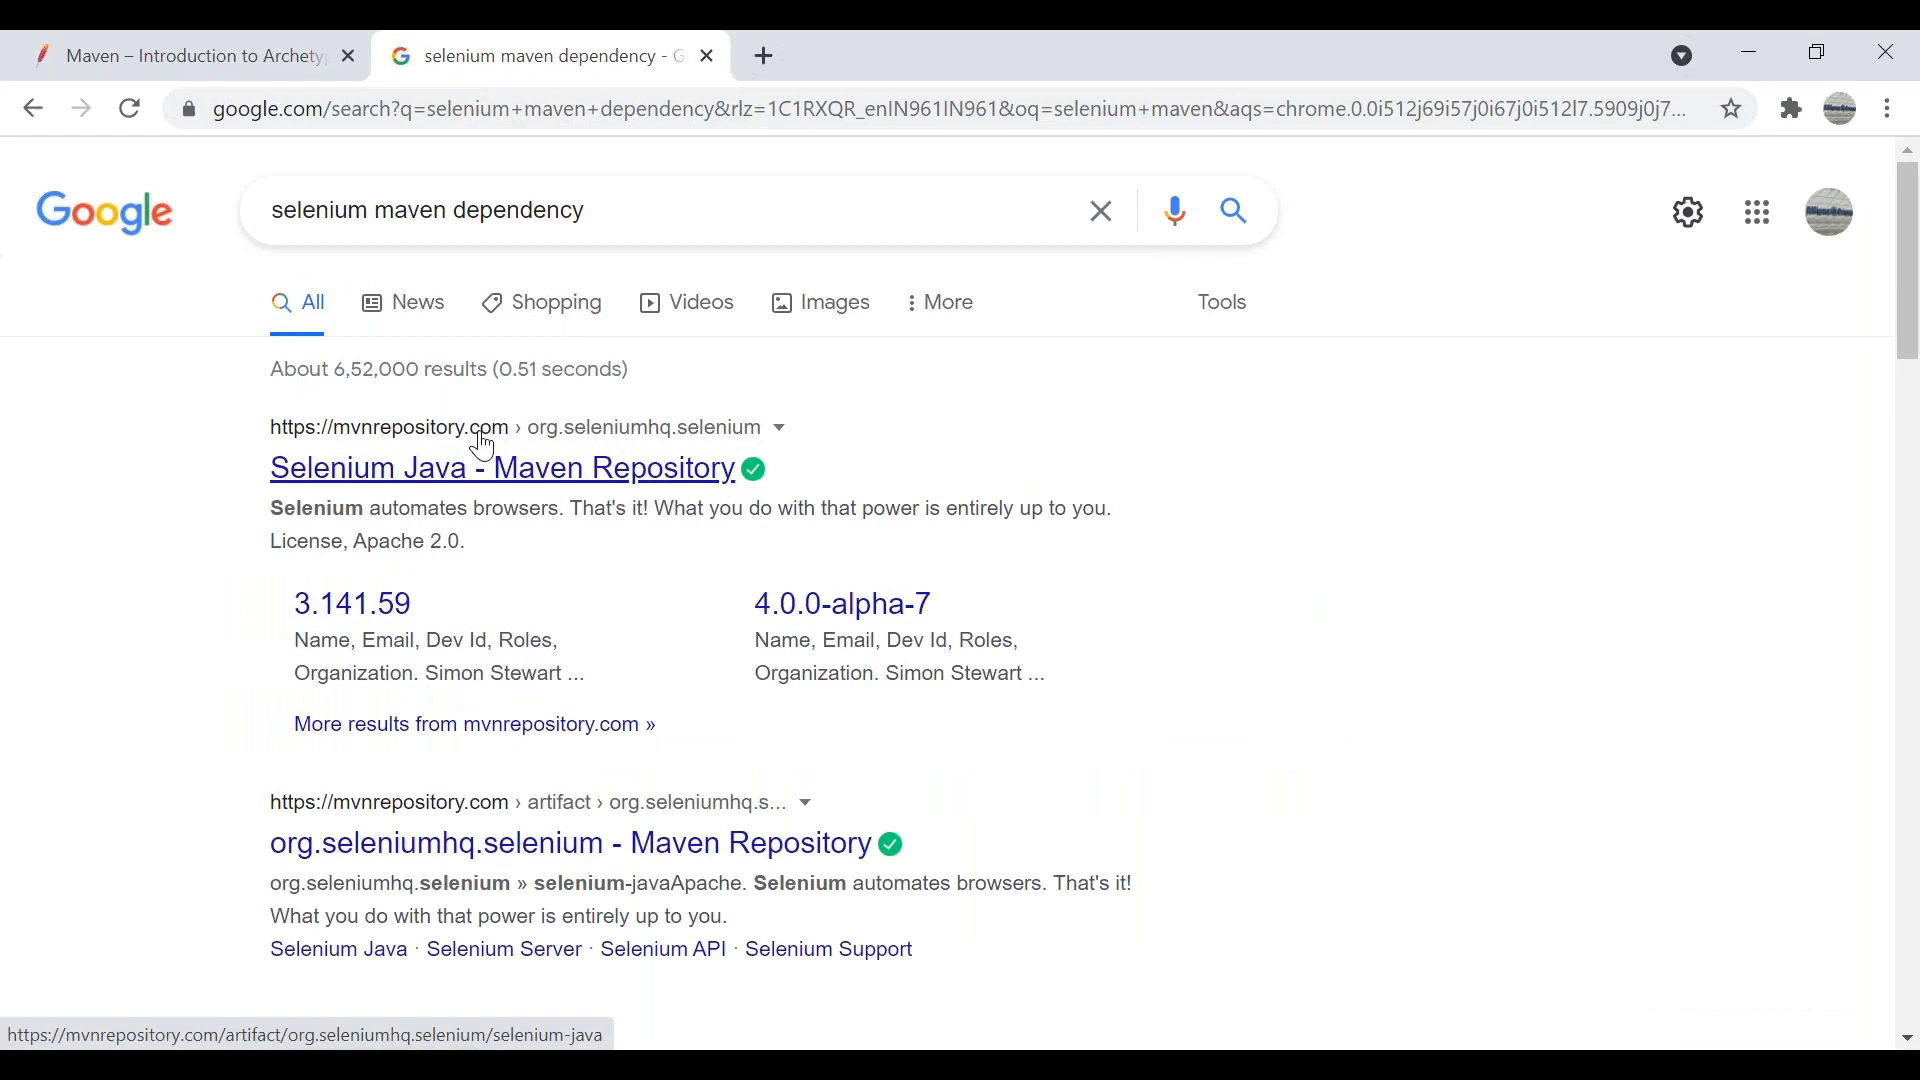 Maven – Introduction to Archety
selenium maven dependency - G
google.com/search?q=selenium+maven+dependency&rlz=1C1RXQR_enIN961IN961&oq=selenium+maven&aqs=chrome.0.0i512j69i57j0i67j0i512l7.5909j0j7...
Google
selenium maven dependency
All News Shopping Videos Images More Tools
About 6,52,000 results (0.51 seconds)
https://mvnrepository.com › org.seleniumhq.selenium
Selenium Java - Maven Repository
Selenium automates browsers. That's it! What you do with that power is entirely up to you.
License, Apache 2.0.
3.141.59
Name, Email, Dev Id, Roles,
Organization. Simon Stewart ...
4.0.0-alpha-7
Name, Email, Dev Id, Roles,
Organization. Simon Stewart ...
More results from mvnrepository.com »
https://mvnrepository.com › artifact › org.seleniumhq.s...
org.seleniumhq.selenium - Maven Repository
org.seleniumhq.selenium » selenium-javaApache. Selenium automates browsers. That's it!
What you do with that power is entirely up to you.
Selenium Java · Selenium Server · Selenium API · Selenium Support
https://mvnrepository.com/artifact/org.seleniumhq.selenium/selenium-java